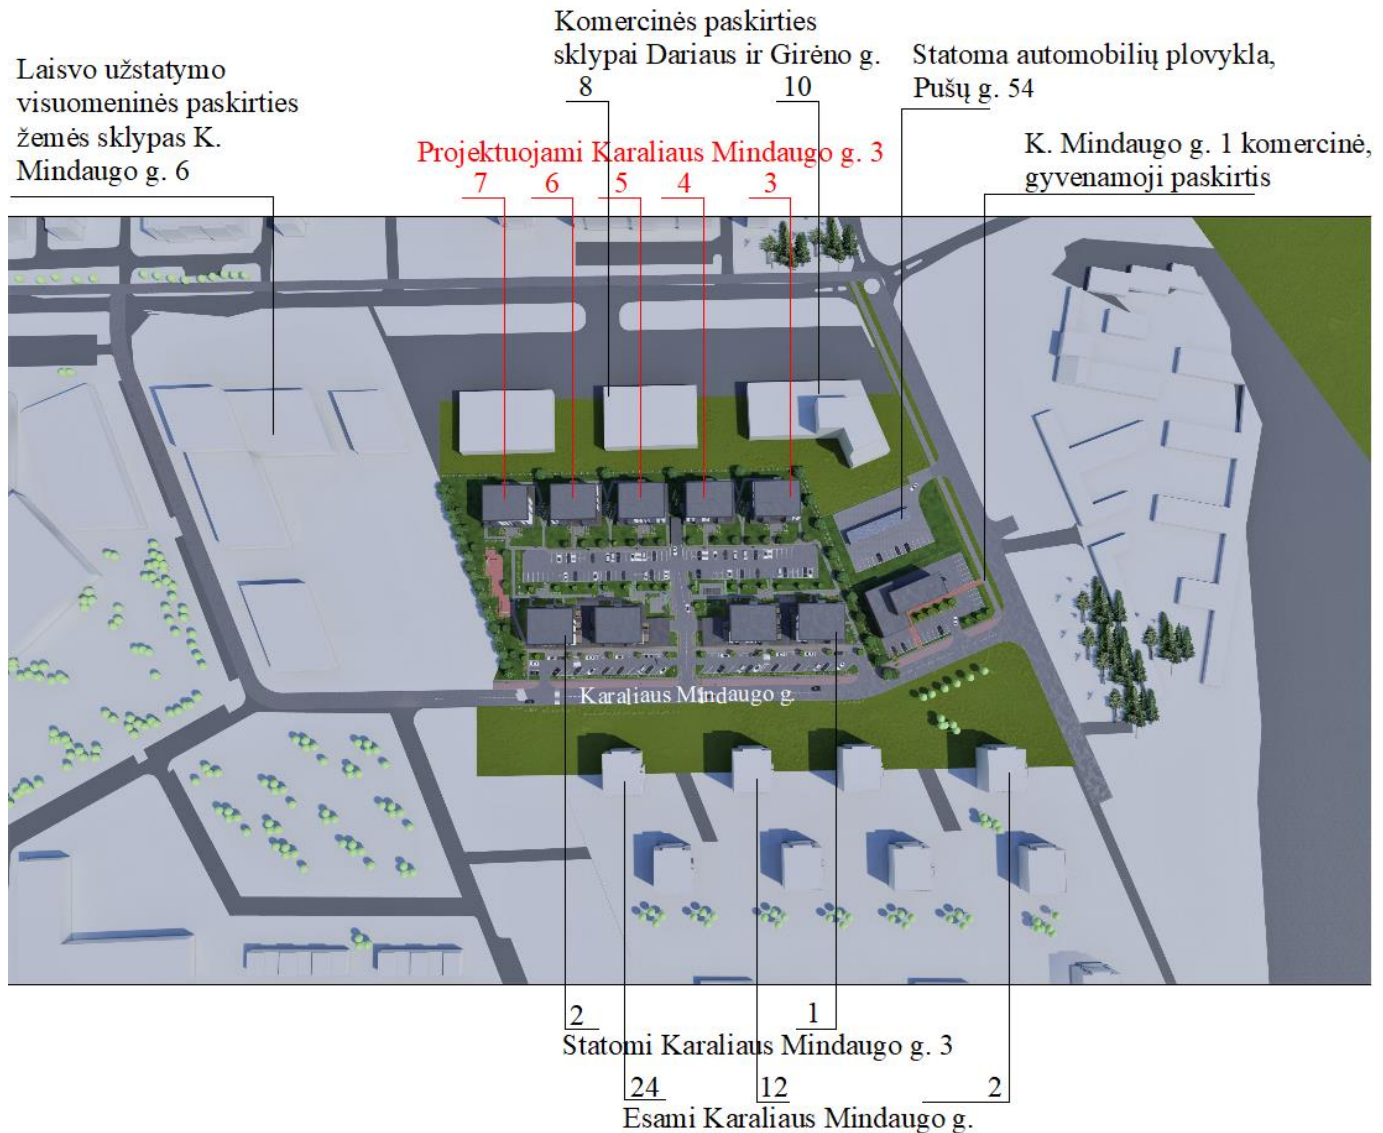 Komercinės paskirties
sklypai Dariaus ir Girėno g.
8
10
Statoma automobilių plovykla,
Pušų g. 54
Laisvo užstatymo
visuomeninės paskirties
žemės sklypas K.
Mindaugo g. 6
Projektuojami Karaliaus Mindaugo g. 3
7
6
5
4
3
K. Mindaugo g. 1 komercinė,
gyvenamoji paskirtis
Karaliaus Mindaugo g.
2
1
Statomi Karaliaus Mindaugo g. 3
24
12
2
Esami Karaliaus Mindaugo g.